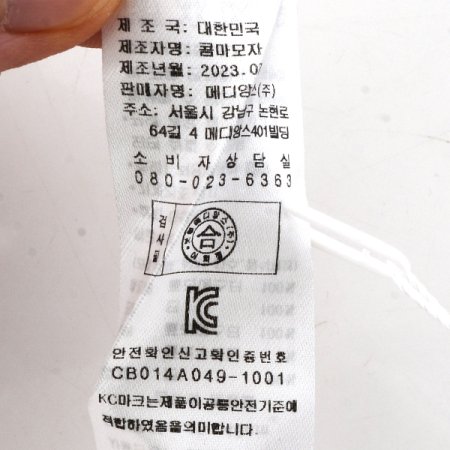 제 조 국: 대한민국
제조자명: 콤마모자
제조년월: 2023.0
판매자명: 메디앙스(주)
주소: 서울시 강남구 논현로
64길 4 메디앙스401빌딩
소 비 자 상 담 실
080-023-6363
검사필
合
KC
안전확인신고확인증번호
CB014A049-1001
KC마크는제품이공통안전기준에
적합하였음을의미합니다.